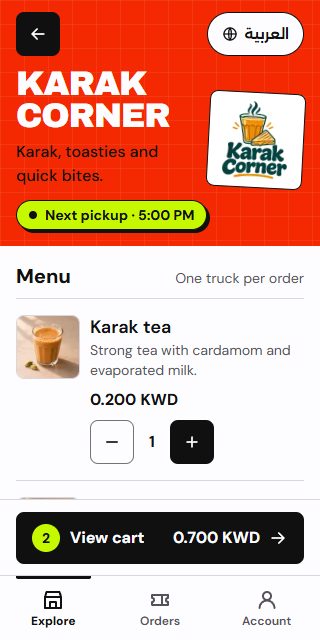 العربية
KARAK
CORNER
Karak, toasties and
quick bites.
Karak
Corner
Next pickup · 5:00 PM
Menu
One truck per order
Karak tea
Strong tea with cardamom and
evaporated milk.
0.200 KWD
− 1 +
2 View cart 0.700 KWD →
Explore Orders Account